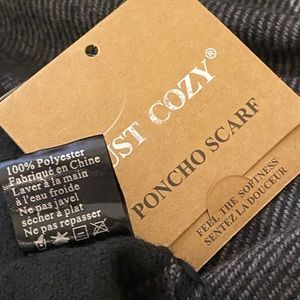 UST COZY®
PONCHO SCARF
FEEL THE SOFTNESS
SENTEZ LA DOUCEUR
100% Polyester
Fabriqué en Chine
Laver à la main
à l'eau froide
Ne pas javel
sécher à plat
Ne pas repasser